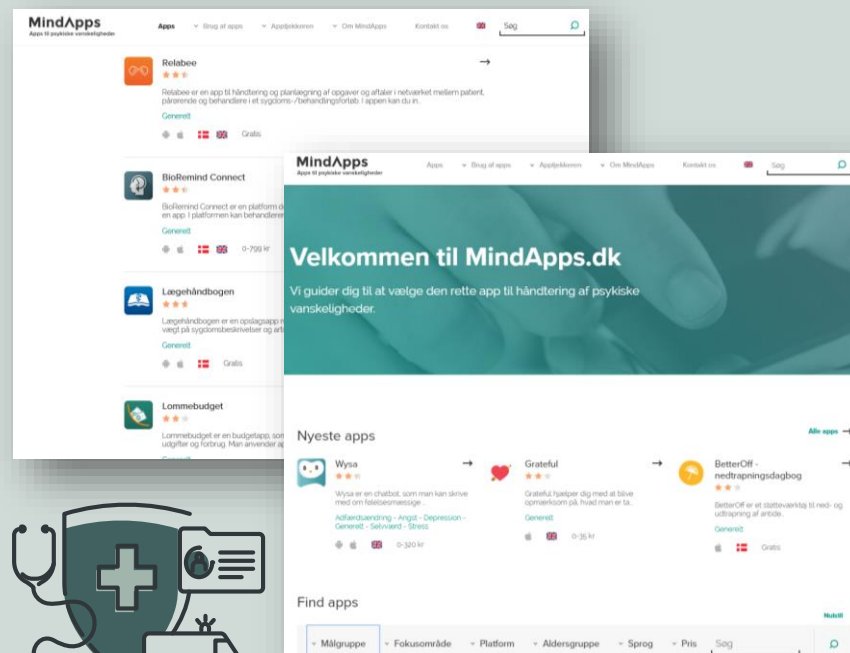 MindApps
Apps til psykiske vanskeligheder
Apps
Brug af apps
Apptjekkeren
Om MindApps
Kontakt os
Søg
Relabee
Relabee er en app til håndtering og planlægning af opgaver og aftaler i netværket mellem patient,
pårørende og behandlere i et sygdoms-/behandlingsforløb. I appen kan du in.
Generelt
Gratis
BioRemind Connect
BioRemind Connect er en platform
en app. I platformen kan behandleren
Generelt
0-799 kr
Lægehåndbogen
Lægehåndbogen er en opslagsapp
vægt på sygdomsbeskrivelser og
Generelt
Gratis
Lommebudget
Lommebudget er en budgetapp, som
udgifter og forbrug. Man anvender
MindApps
Apps til psykiske vanskeligheder
Apps
Brug af apps
Apptjekkeren
Om MindApps
Kontakt os
Søg
Velkommen til MindApps.dk
Vi guider dig til at vælge den rette app til håndtering af psykiske
vanskeligheder.
Nyeste apps
Alle apps
Wysa
Wysa er en chatbot, som man kan skrive
med om følelsesmæssige ...
Adfærdsændring - Angst - Depression -
Generelt - Selvværd - Stress
0-320 kr
Grateful
Grateful hjælper dig med at blive
opmærksom på, hvad man er ta..
Generelt
0-35 kr
BetterOff -
nedtrapningsdagbog
BetterOff er et støtteværktøj til ned- og
udtrapning af antide..
Generelt
Gratis
Find apps
Nulstil
Målgruppe
Fokusområde
Platform
Aldersgruppe
Sprog
Pris
Søg